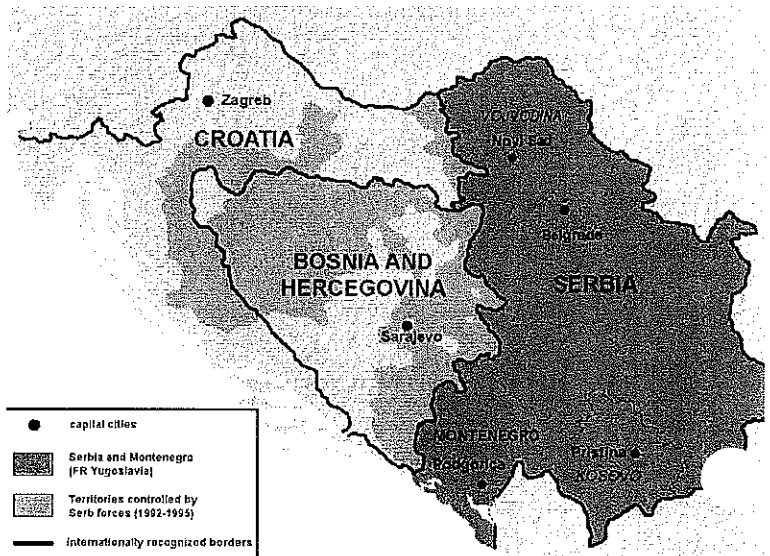 Zagreb
CROATIA
VOJVODINA
Novi Sad
Belgrade
BOSNIA AND
HERCEGOVINA
SERBIA
Sarajevo
MONTENEGRO
Podgorica
Pristina
KOSOVO
capital cities
Serbia and Montenegro
(FR Yugoslavia)
Territories controlled by
Serb forces (1992-1995)
internationally recognized borders